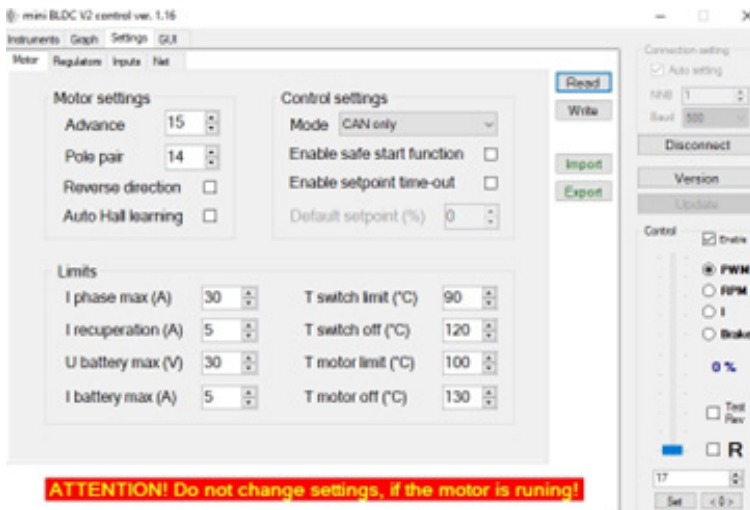 mini BLDC V2 control ver. 1.16
Instruments Graph Settings GUI
Motor Regulators Inputs Net
Motor settings
Advance 15
Pole pair 14
Reverse direction
Auto Hall learning
Control settings
Mode CAN only
Enable safe start function
Enable setpoint time-out
Default setpoint (%) 0
Limits
I phase max (A) 30
I recuperation (A) 5
U battery max (V) 30
I battery max (A) 5
T switch limit (°C) 90
T switch off (°C) 120
T motor limit (°C) 100
T motor off (°C) 130
ATTENTION! Do not change settings, if the motor is runing!
Read
Write
Import
Export
Connection setting
Auto setting
NNB 1
Baud 500
Disconnect
Version
Update
Control
Enable
PWM
RPM
I
Brake
0 %
Test
Rev
R
17
Set < 0 >